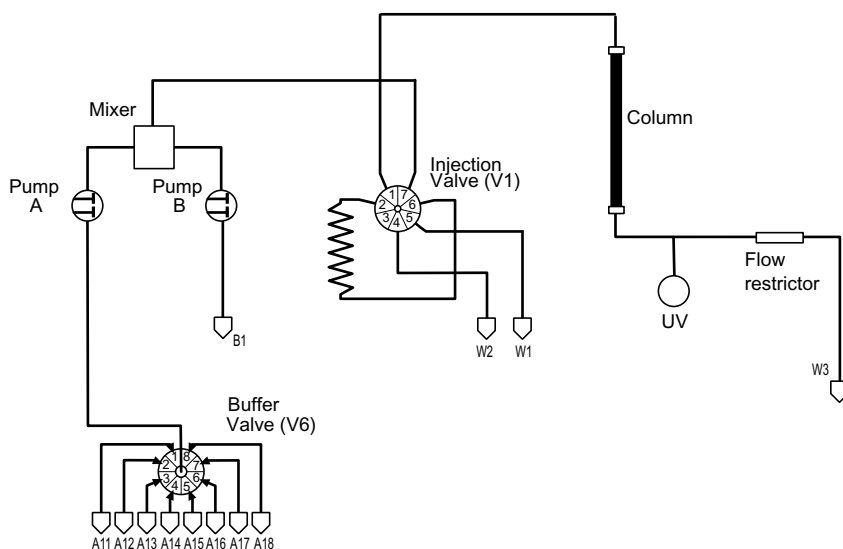 Mixer
Pump
A
Pump
B
Injection
Valve (V1)
1 7
2 6
3 5
4
Column
Flow
restrictor
UV
B1
W2
W1
W3
Buffer
Valve (V6)
1 8
2 7
3 6
4 5
A11 A12 A13 A14 A15 A16 A17 A18